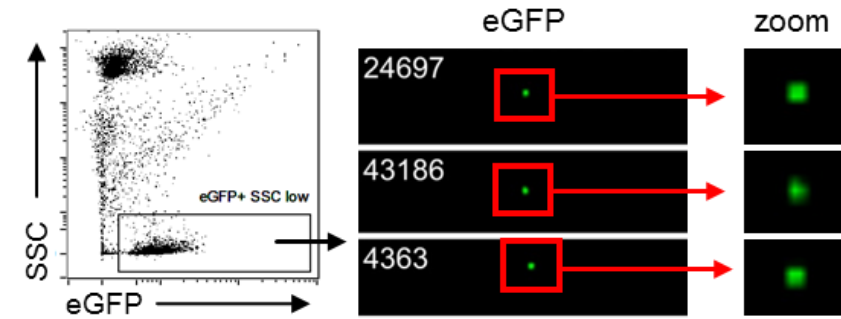 eGFP
zoom
24697
SSC
eGFP+ SSC low
43186
4363
eGFP